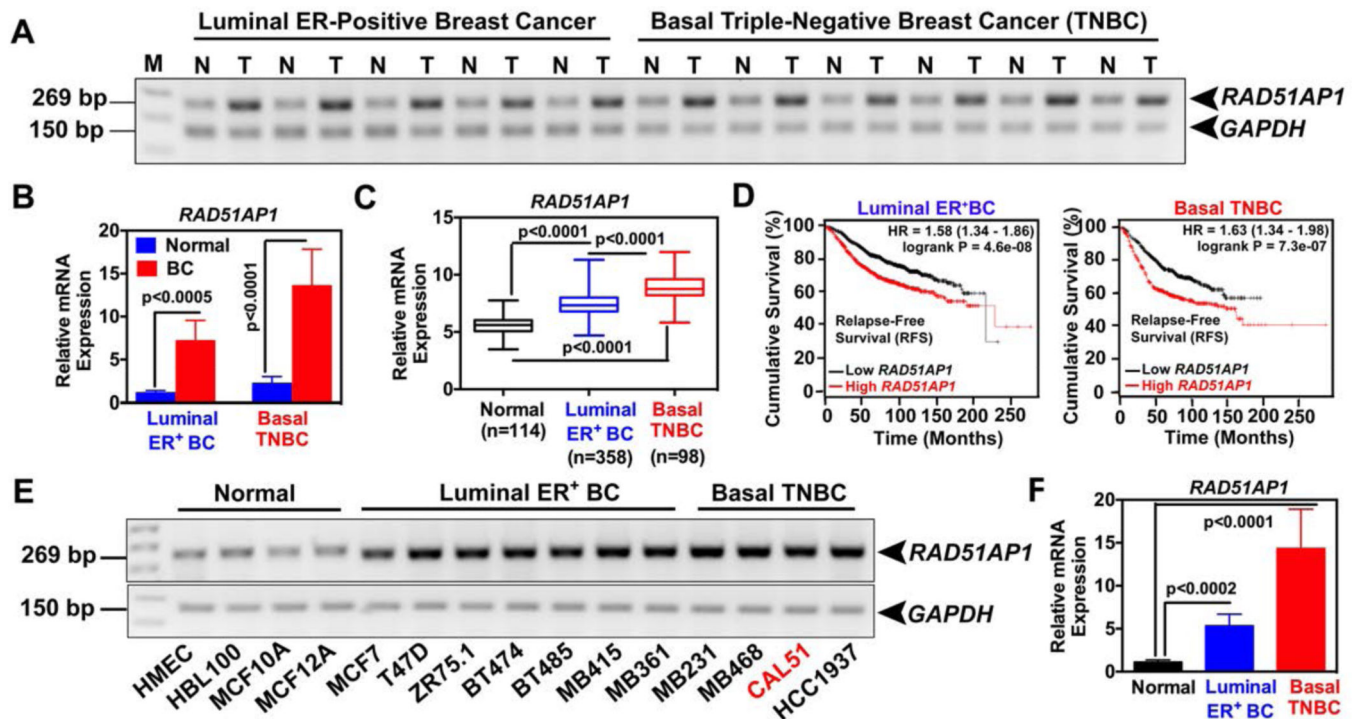 A
Luminal ER-Positive Breast Cancer
Basal Triple-Negative Breast Cancer (TNBC)
M N T N T N T N T N T N T N T N T N T N T N T
269 bp
RAD51AP1
150 bp
GAPDH
B
RAD51AP1
Relative mRNA
Expression
20
15
10
5
0
Normal
BC
p<0.0005
p<0.0001
Luminal
ER+ BC
Basal
TNBC
C
RAD51AP1
Relative mRNA
Expression
15
10
5
0
p<0.0001
p<0.0001
p<0.0001
Normal
(n=114)
Luminal
ER+ BC
(n=358)
Basal
TNBC
(n=98)
D
Luminal ER+BC
Cumulative Survival (%)
100
80
60
40
20
0
HR = 1.58 (1.34 - 1.86)
logrank P = 4.6e-08
Relapse-Free
Survival (RFS)
Low RAD51AP1
High RAD51AP1
0 50 100 150 200 250
Time (Months)
Basal TNBC
Cumulative Survival (%)
100
80
60
40
20
0
HR = 1.63 (1.34 - 1.98)
logrank P = 7.3e-07
Relapse-Free
Survival (RFS)
Low RAD51AP1
High RAD51AP1
0 50 100 150 200 250
Time (Months)
E
Normal
Luminal ER+ BC
Basal TNBC
269 bp
RAD51AP1
150 bp
GAPDH
HMEC
HBL100
MCF10A
MCF12A
MCF7
T47D
ZR75.1
BT474
BT485
MB415
MB361
MB231
MB468
CAL51
HCC1937
F
RAD51AP1
Relative mRNA
Expression
20
15
10
5
0
p<0.0001
p<0.0002
Normal
Luminal
ER+ BC
Basal
TNBC